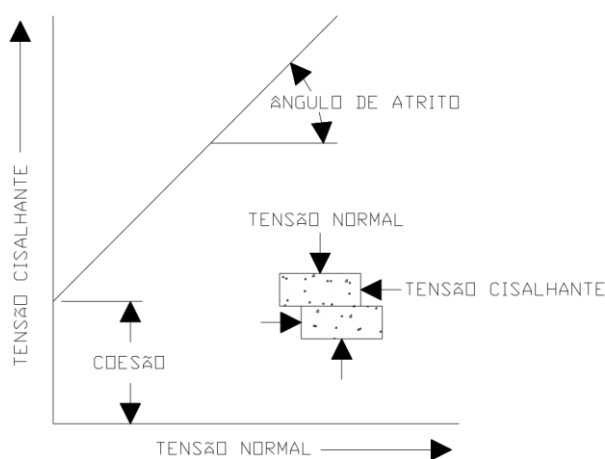 TENSÃO CISALHANTE
ÂNGULO DE ATRITO
TENSÃO NORMAL
TENSÃO CISALHANTE
COESÃO
TENSÃO NORMAL